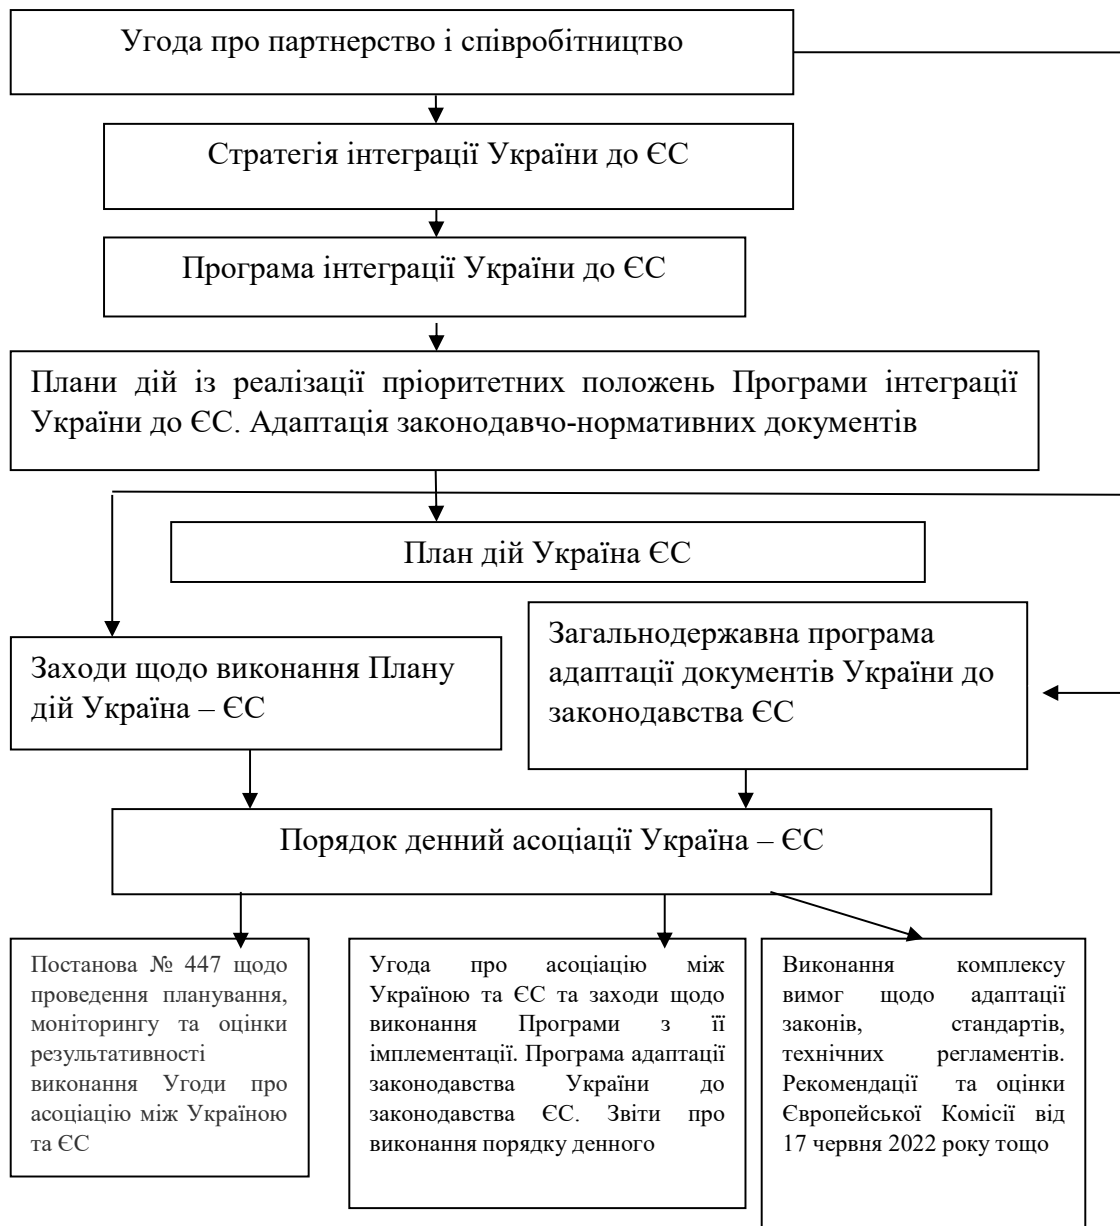 Угода про партнерство і співробітництво
Стратегія інтеграції України до ЄС
Програма інтеграції України до ЄС
Плани дій із реалізації пріоритетних положень Програми інтеграції
України до ЄС. Адаптація законодавчо-нормативних документів
План дій Україна ЄС
Заходи щодо виконання Плану
дій Україна – ЄС
Загальнодержавна програма
адаптації документів України до
законодавства ЄС
Порядок денний асоціації Україна – ЄС
Постанова № 447 щодо
проведення планування,
моніторингу та оцінки
результативності
виконання Угоди про
асоціацію між Україною
та ЄС
Угода про асоціацію між
Україною та ЄС та заходи щодо
виконання Програми з її
імплементації. Програма адаптації
законодавства України до
законодавства ЄС. Звіти про
виконання порядку денного
Виконання комплексу
вимог щодо адаптації
законів, стандартів,
технічних регламентів.
Рекомендації та оцінки
Європейської Комісії від
17 червня 2022 року тощо